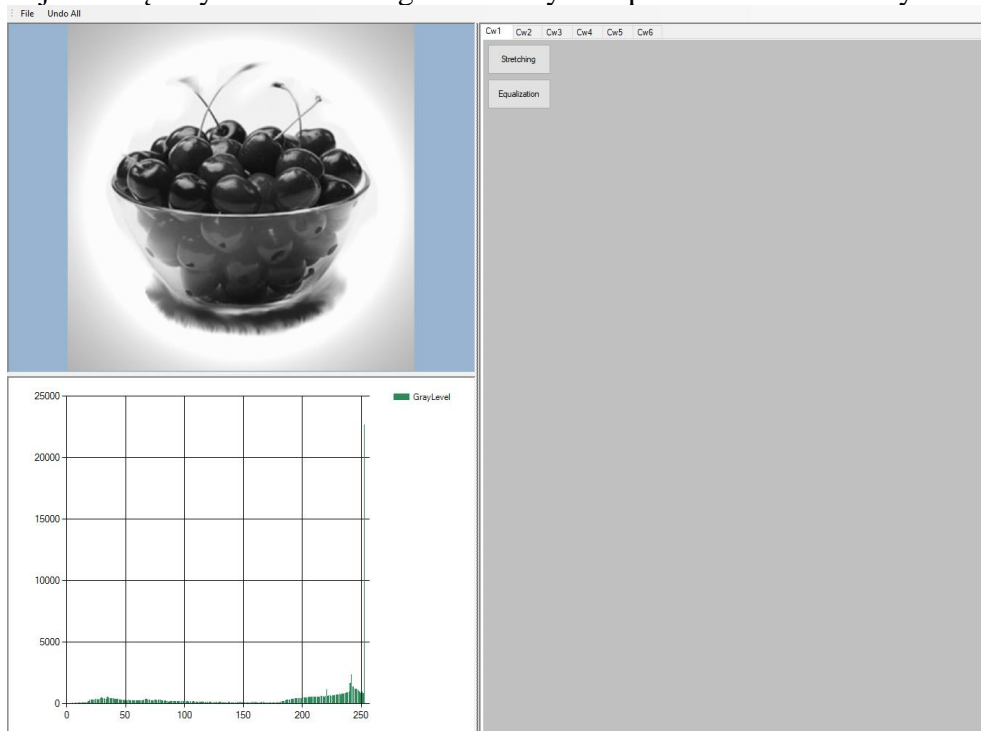 File Undo All
Cw1 Cw2 Cw3 Cw4 Cw5 Cw6
Stretching
Equalization
GrayLevel
25000
20000
15000
10000
5000
0
0 50 100 150 200 250